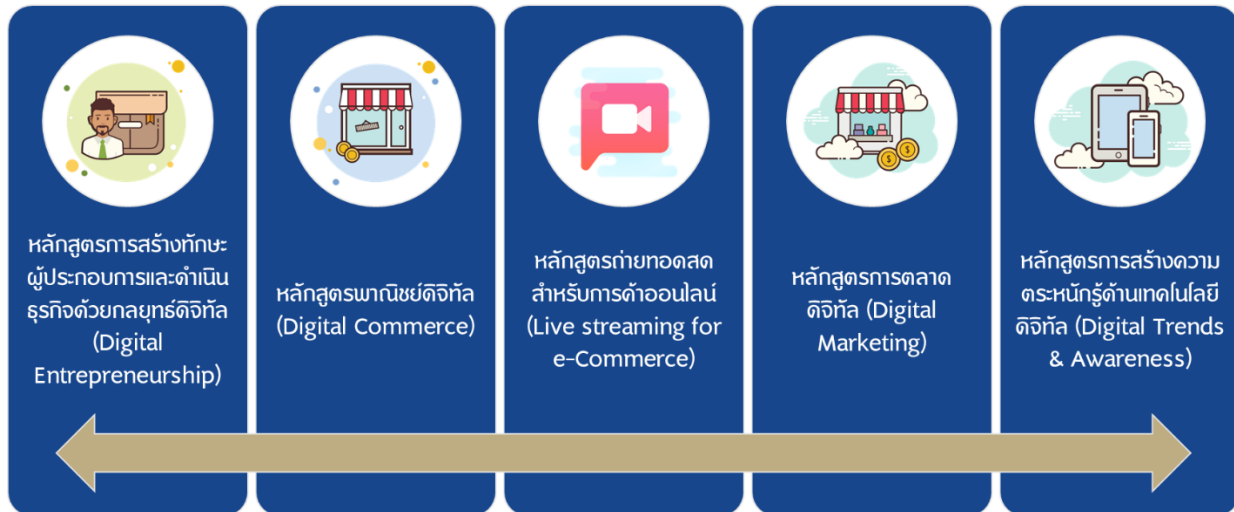 หลักสูตรการสร้างทักษะ
ผู้ประกอบการและดำเนิน
ธุรกิจด้วยกลยุทธ์ดิจิทัล
(Digital
Entrepreneurship)
หลักสูตรพาณิชย์ดิจิทัล
(Digital Commerce)
หลักสูตรถ่ายทอดสด
สำหรับการค้าออนไลน์
(Live streaming for
e-Commerce)
หลักสูตรการตลาด
ดิจิทัล (Digital
Marketing)
หลักสูตรการสร้างความ
ตระหนักรู้ด้านเทคโนโลยี
ดิจิทัล (Digital Trends
& Awareness)